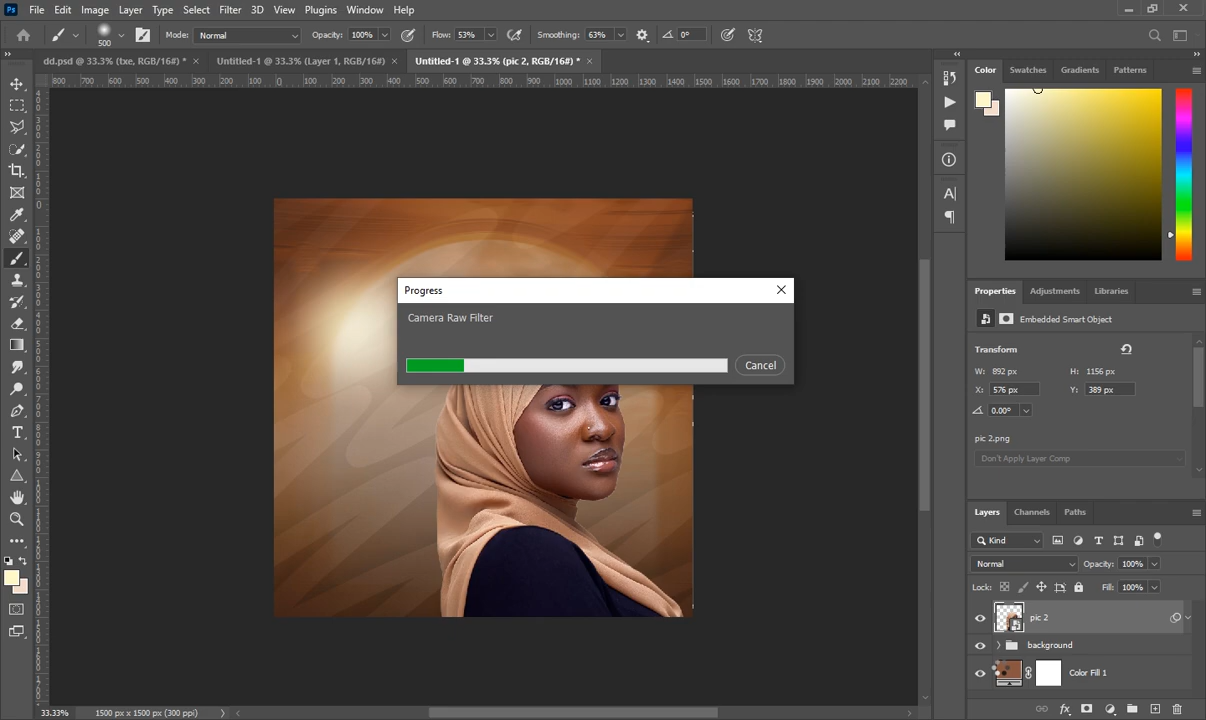 Ps File Edit Image Layer Type Select Filter 3D View Plugins Window Help
500 Mode: Normal Opacity: 100% Flow: 53% Smoothing: 63% 0°
dd.psd @ 33.3% (txe, RGB/16#) * × Untitled-1 @ 33.3% (Layer 1, RGB/16#) × Untitled-1 @ 33.3% (pic 2, RGB/16#) * ×
800 700 600 500 400 300 200 100 0 100 200 300 400 500 600 700 800 900 1000 1100 1200 1300 1400 1500 1600 1700 1800 1900 2000 2100 2200
Color Swatches Gradients Patterns
Progress
Camera Raw Filter
Cancel
Properties Adjustments Libraries
Embedded Smart Object
Transform
W: 892 px H: 1156 px
X: 576 px Y: 389 px
0.00°
pic 2.png
Don't Apply Layer Comp
Layers Channels Paths
Kind
Normal Opacity: 100%
Lock: Fill: 100%
pic 2
background
Color Fill 1
33.33% 1500 px x 1500 px (300 ppi)